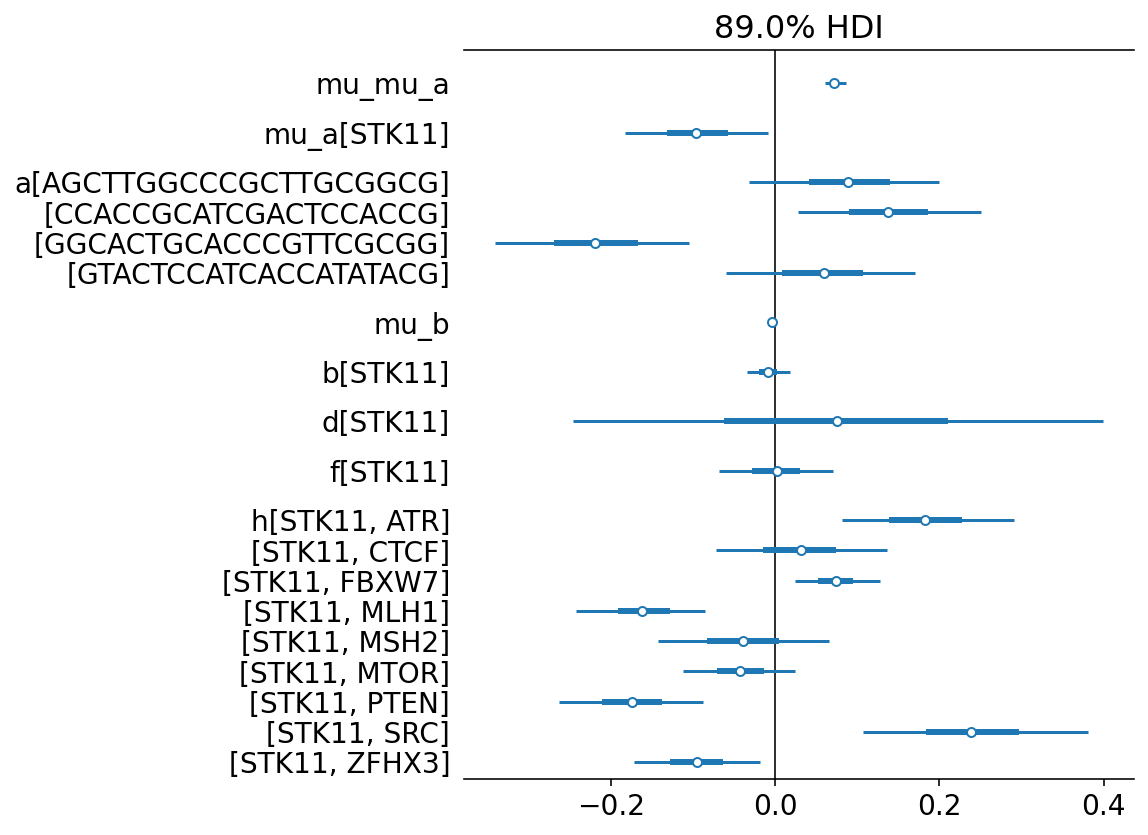 89.0% HDI
mu_mu_a
mu_a[STK11]
a[AGCTTGGCCCGCTTGCGGCG]
[CCACCGCATCGACTCCACCG]
[GGCACTGCACCCGTTCGCGG]
[GTACTCCATCACCATATACG]
mu_b
b[STK11]
d[STK11]
f[STK11]
h[STK11, ATR]
[STK11, CTCF]
[STK11, FBXW7]
[STK11, MLH1]
[STK11, MSH2]
[STK11, MTOR]
[STK11, PTEN]
[STK11, SRC]
[STK11, ZFHX3]
−0.2 0.0 0.2 0.4